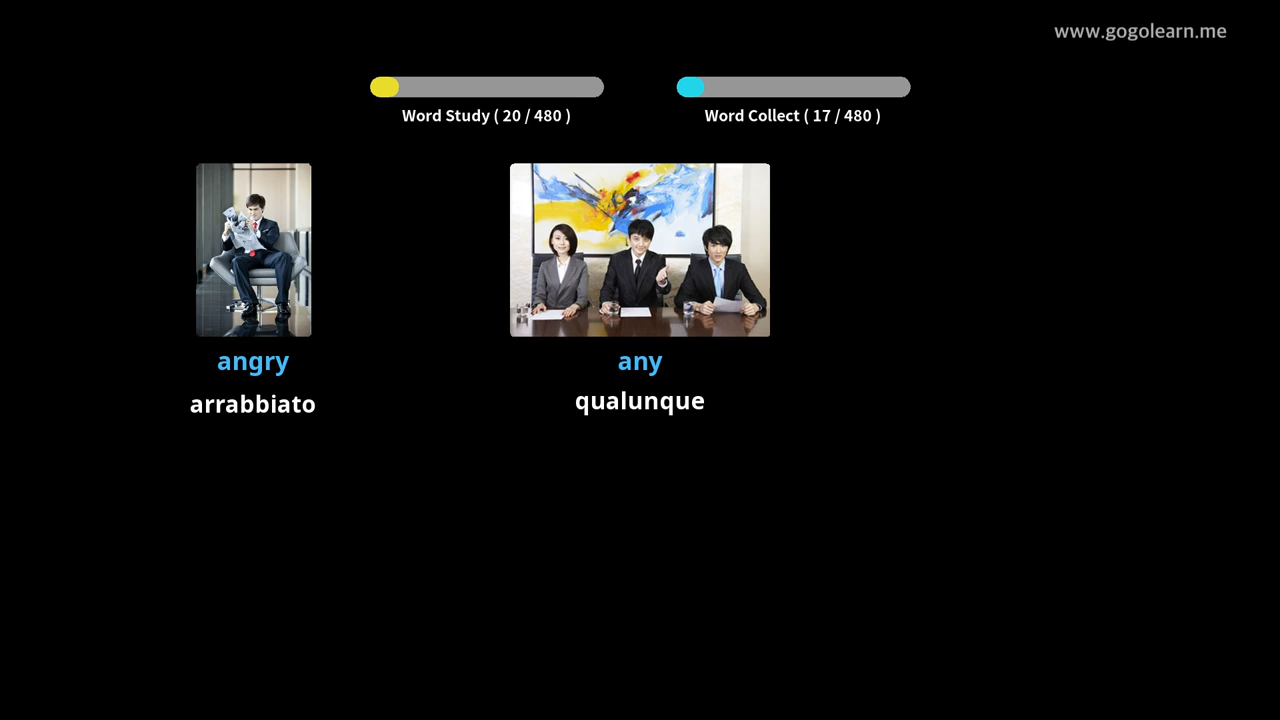 www.gogolearn.me
Word Study ( 20 / 480 )
Word Collect ( 17 / 480 )
angry
arrabbiato
any
qualunque